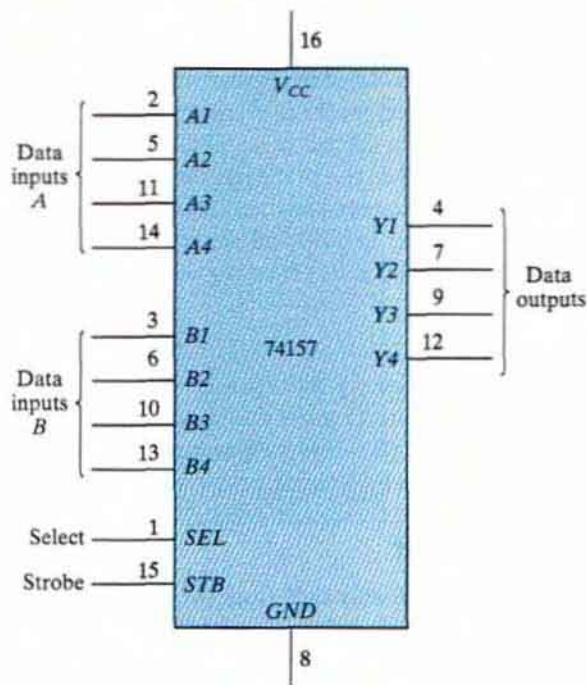 16
V_CC
Data
inputs
A
2 A1
5 A2
11 A3
14 A4
Y1 4
Y2 7
Y3 9
Y4 12
Data
outputs
74157
Data
inputs
B
3 B1
6 B2
10 B3
13 B4
Select 1 SEL
Strobe 15 STB
GND
8